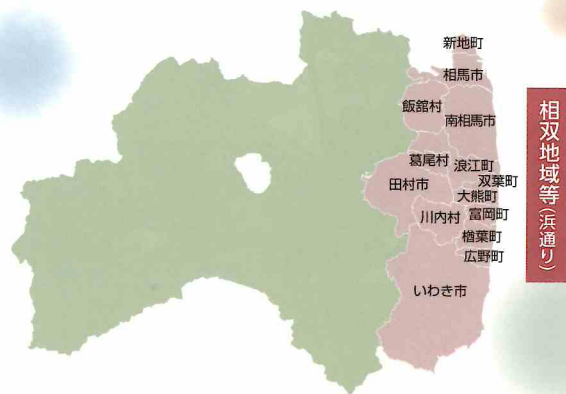 新地町
相馬市
飯舘村
南相馬市
葛尾村
浪江町
双葉町
田村市
大熊町
川内村
富岡町
楢葉町
広野町
いわき市
相双地域等(浜通り)